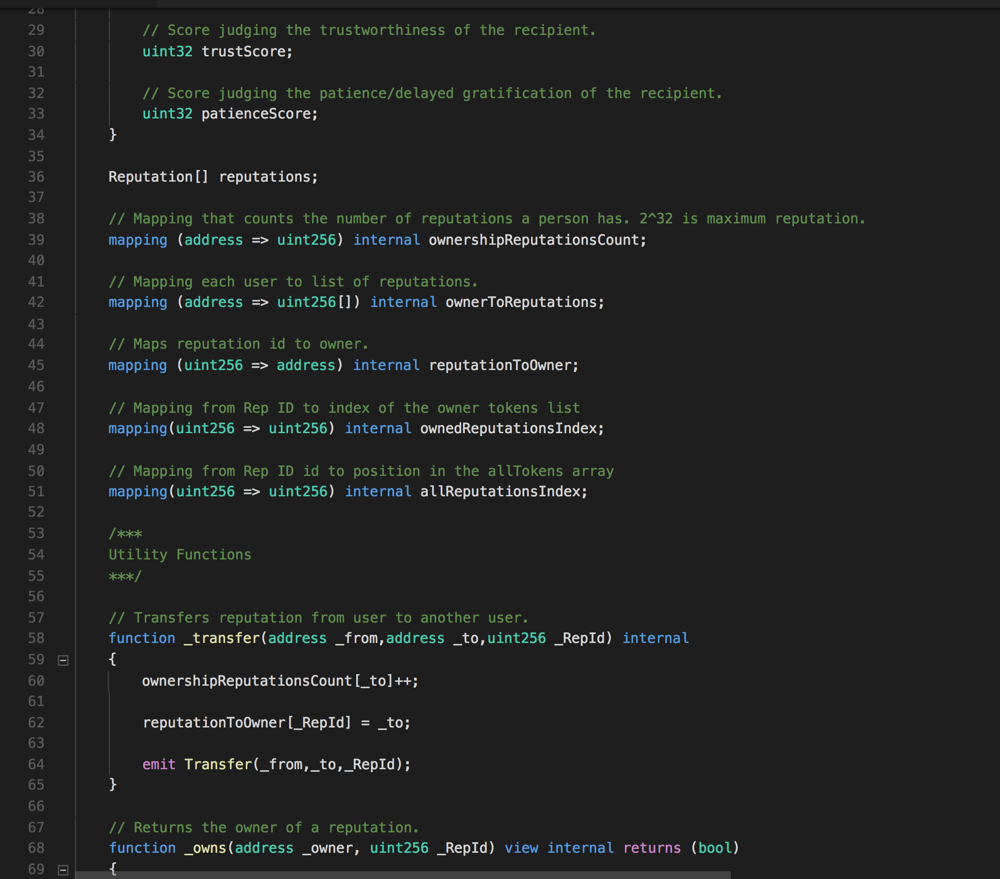 28
29 // Score judging the trustworthiness of the recipient.
30 uint32 trustScore;
31
32 // Score judging the patience/delayed gratification of the recipient.
33 uint32 patienceScore;
34 }
35
36 Reputation[] reputations;
37
38 // Mapping that counts the number of reputations a person has. 2^32 is maximum reputation.
39 mapping (address => uint256) internal ownershipReputationsCount;
40
41 // Mapping each user to list of reputations.
42 mapping (address => uint256[]) internal ownerToReputations;
43
44 // Maps reputation id to owner.
45 mapping (uint256 => address) internal reputationToOwner;
46
47 // Mapping from Rep ID to index of the owner tokens list
48 mapping(uint256 => uint256) internal ownedReputationsIndex;
49
50 // Mapping from Rep ID id to position in the allTokens array
51 mapping(uint256 => uint256) internal allReputationsIndex;
52
53 /***
54 Utility Functions
55 ***/
56
57 // Transfers reputation from user to another user.
58 function _transfer(address _from,address _to,uint256 _RepId) internal
59 {
60 ownershipReputationsCount[_to]++;
61
62 reputationToOwner[_RepId] = _to;
63
64 emit Transfer(_from,_to,_RepId);
65 }
66
67 // Returns the owner of a reputation.
68 function _owns(address _owner, uint256 _RepId) view internal returns (bool)
69 {